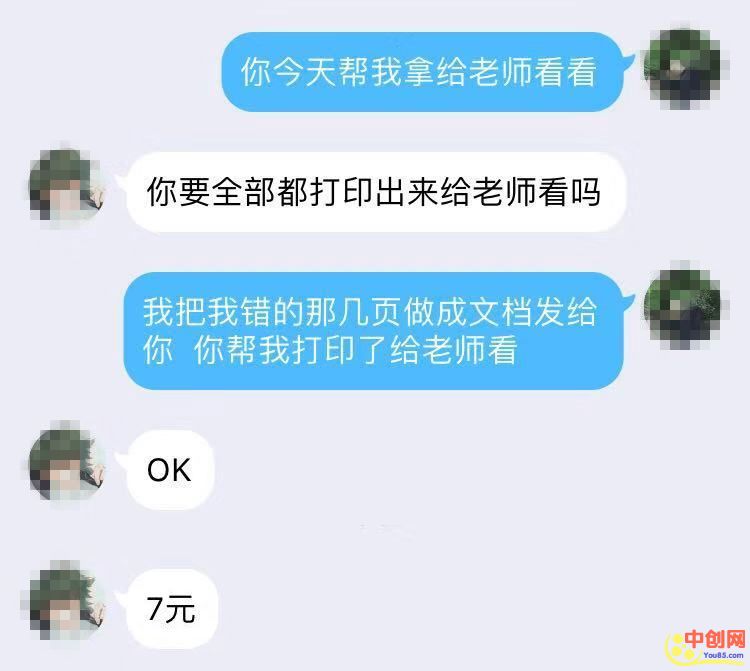 你今天帮我拿给老师看看
你要全部都打印出来给老师看吗
我把我错的那几页做成文档发给
你 你帮我打印了给老师看
OK
7元
中创网
You85.com